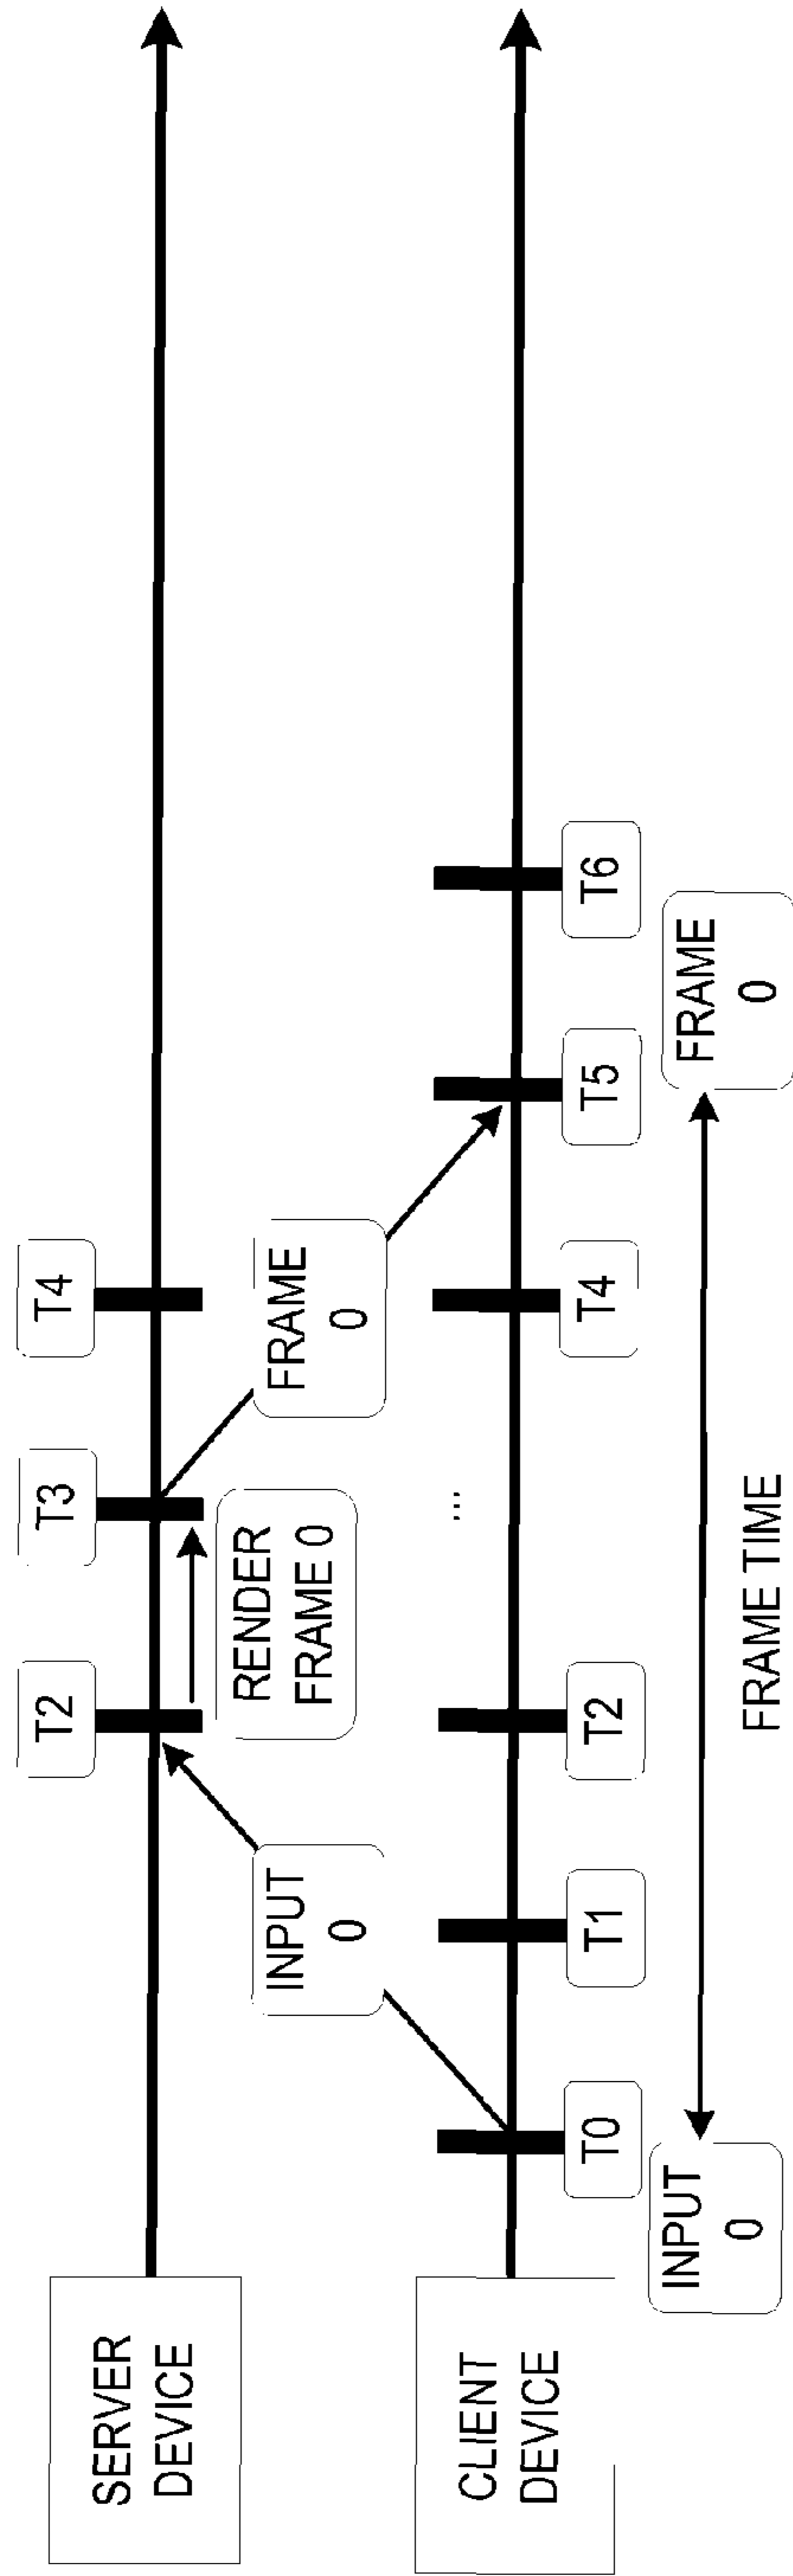 SERVER
DEVICE
T2
T3
T4
INPUT
0
RENDER
FRAME 0
FRAME
0
CLIENT
DEVICE
...
T0
T1
T2
T4
T5
T6
INPUT
0
FRAME TIME
FRAME
0